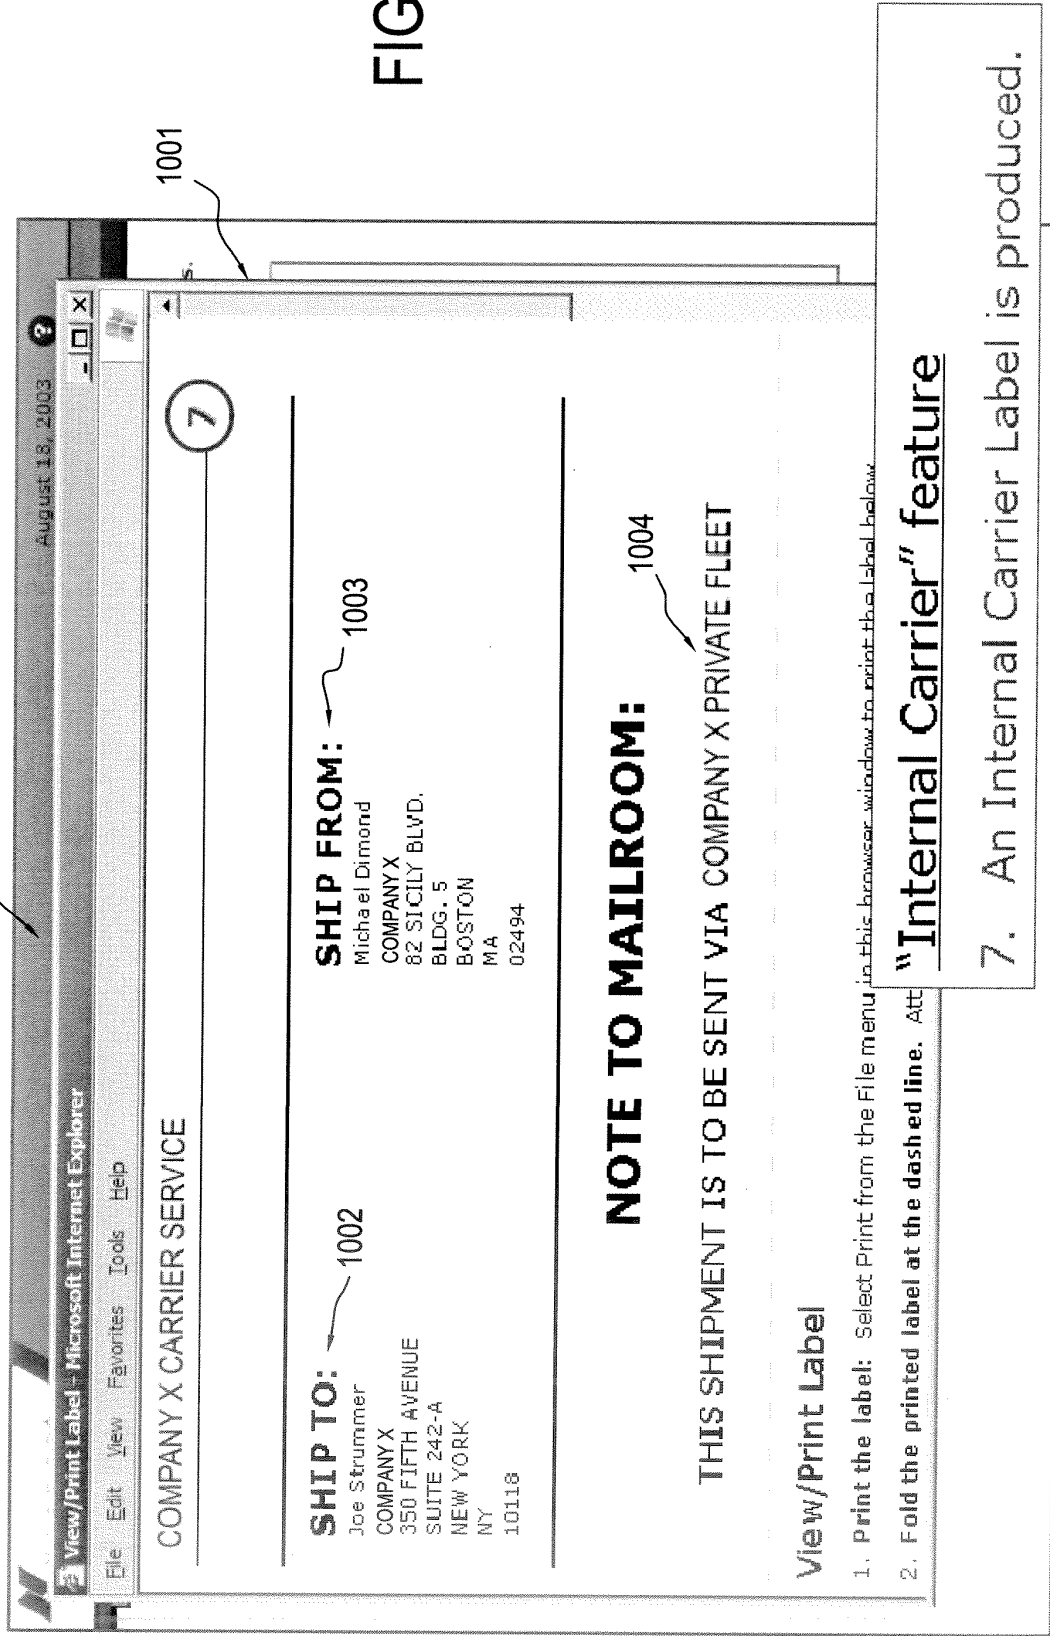 FIG
1001
August 18, 2003 ?
View/Print Label - Microsoft Internet Explorer
File Edit View Favorites Tools Help
s.
COMPANY X CARRIER SERVICE
7
SHIP TO:
1002
Joe Strummer
COMPANY X
350 FIFTH AVENUE
SUITE 242-A
NEW YORK
NY
10118
SHIP FROM:
1003
Michael Dimond
COMPANY X
82 SICILY BLVD.
BLDG. 5
BOSTON
MA
02494
NOTE TO MAILROOM:
1004
THIS SHIPMENT IS TO BE SENT VIA COMPANY X PRIVATE FLEET
View/Print Label
1. Print the label: Select Print from the File menu in this browser window to print the label below
2. Fold the printed label at the dashed line. Att
"Internal Carrier" feature
7. An Internal Carrier Label is produced.